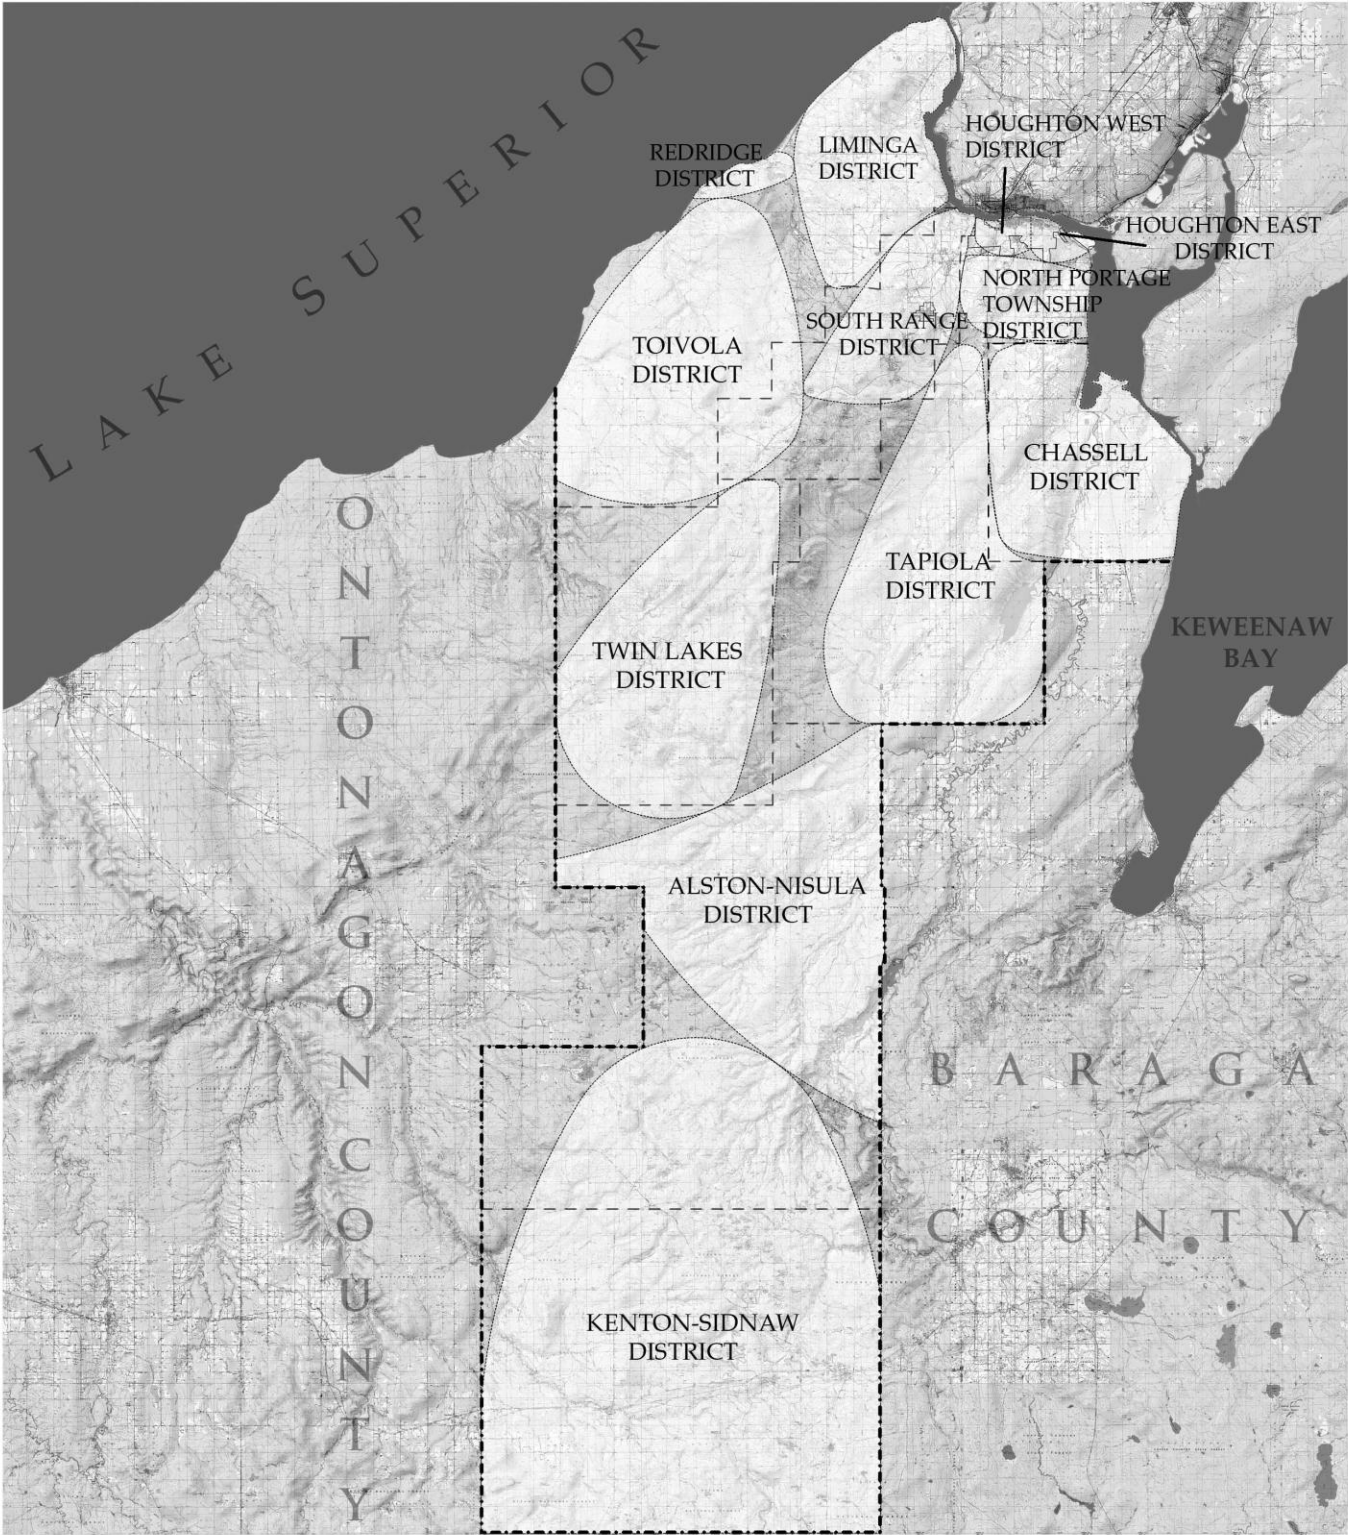 LAKE SUPERIOR
HOUGHTON WEST
DISTRICT
LIMINGA
DISTRICT
REDRIDGE
DISTRICT
HOUGHTON EAST
DISTRICT
NORTH PORTAGE
TOWNSHIP
DISTRICT
SOUTH RANGE
DISTRICT
TOIVOLA
DISTRICT
CHASSELL
DISTRICT
TAPIOLA
DISTRICT
KEWEENAW
BAY
TWIN LAKES
DISTRICT
ONTONAGON COUNTY
ALSTON-NISULA
DISTRICT
BARAGA
COUNTY
KENTON-SIDNAW
DISTRICT